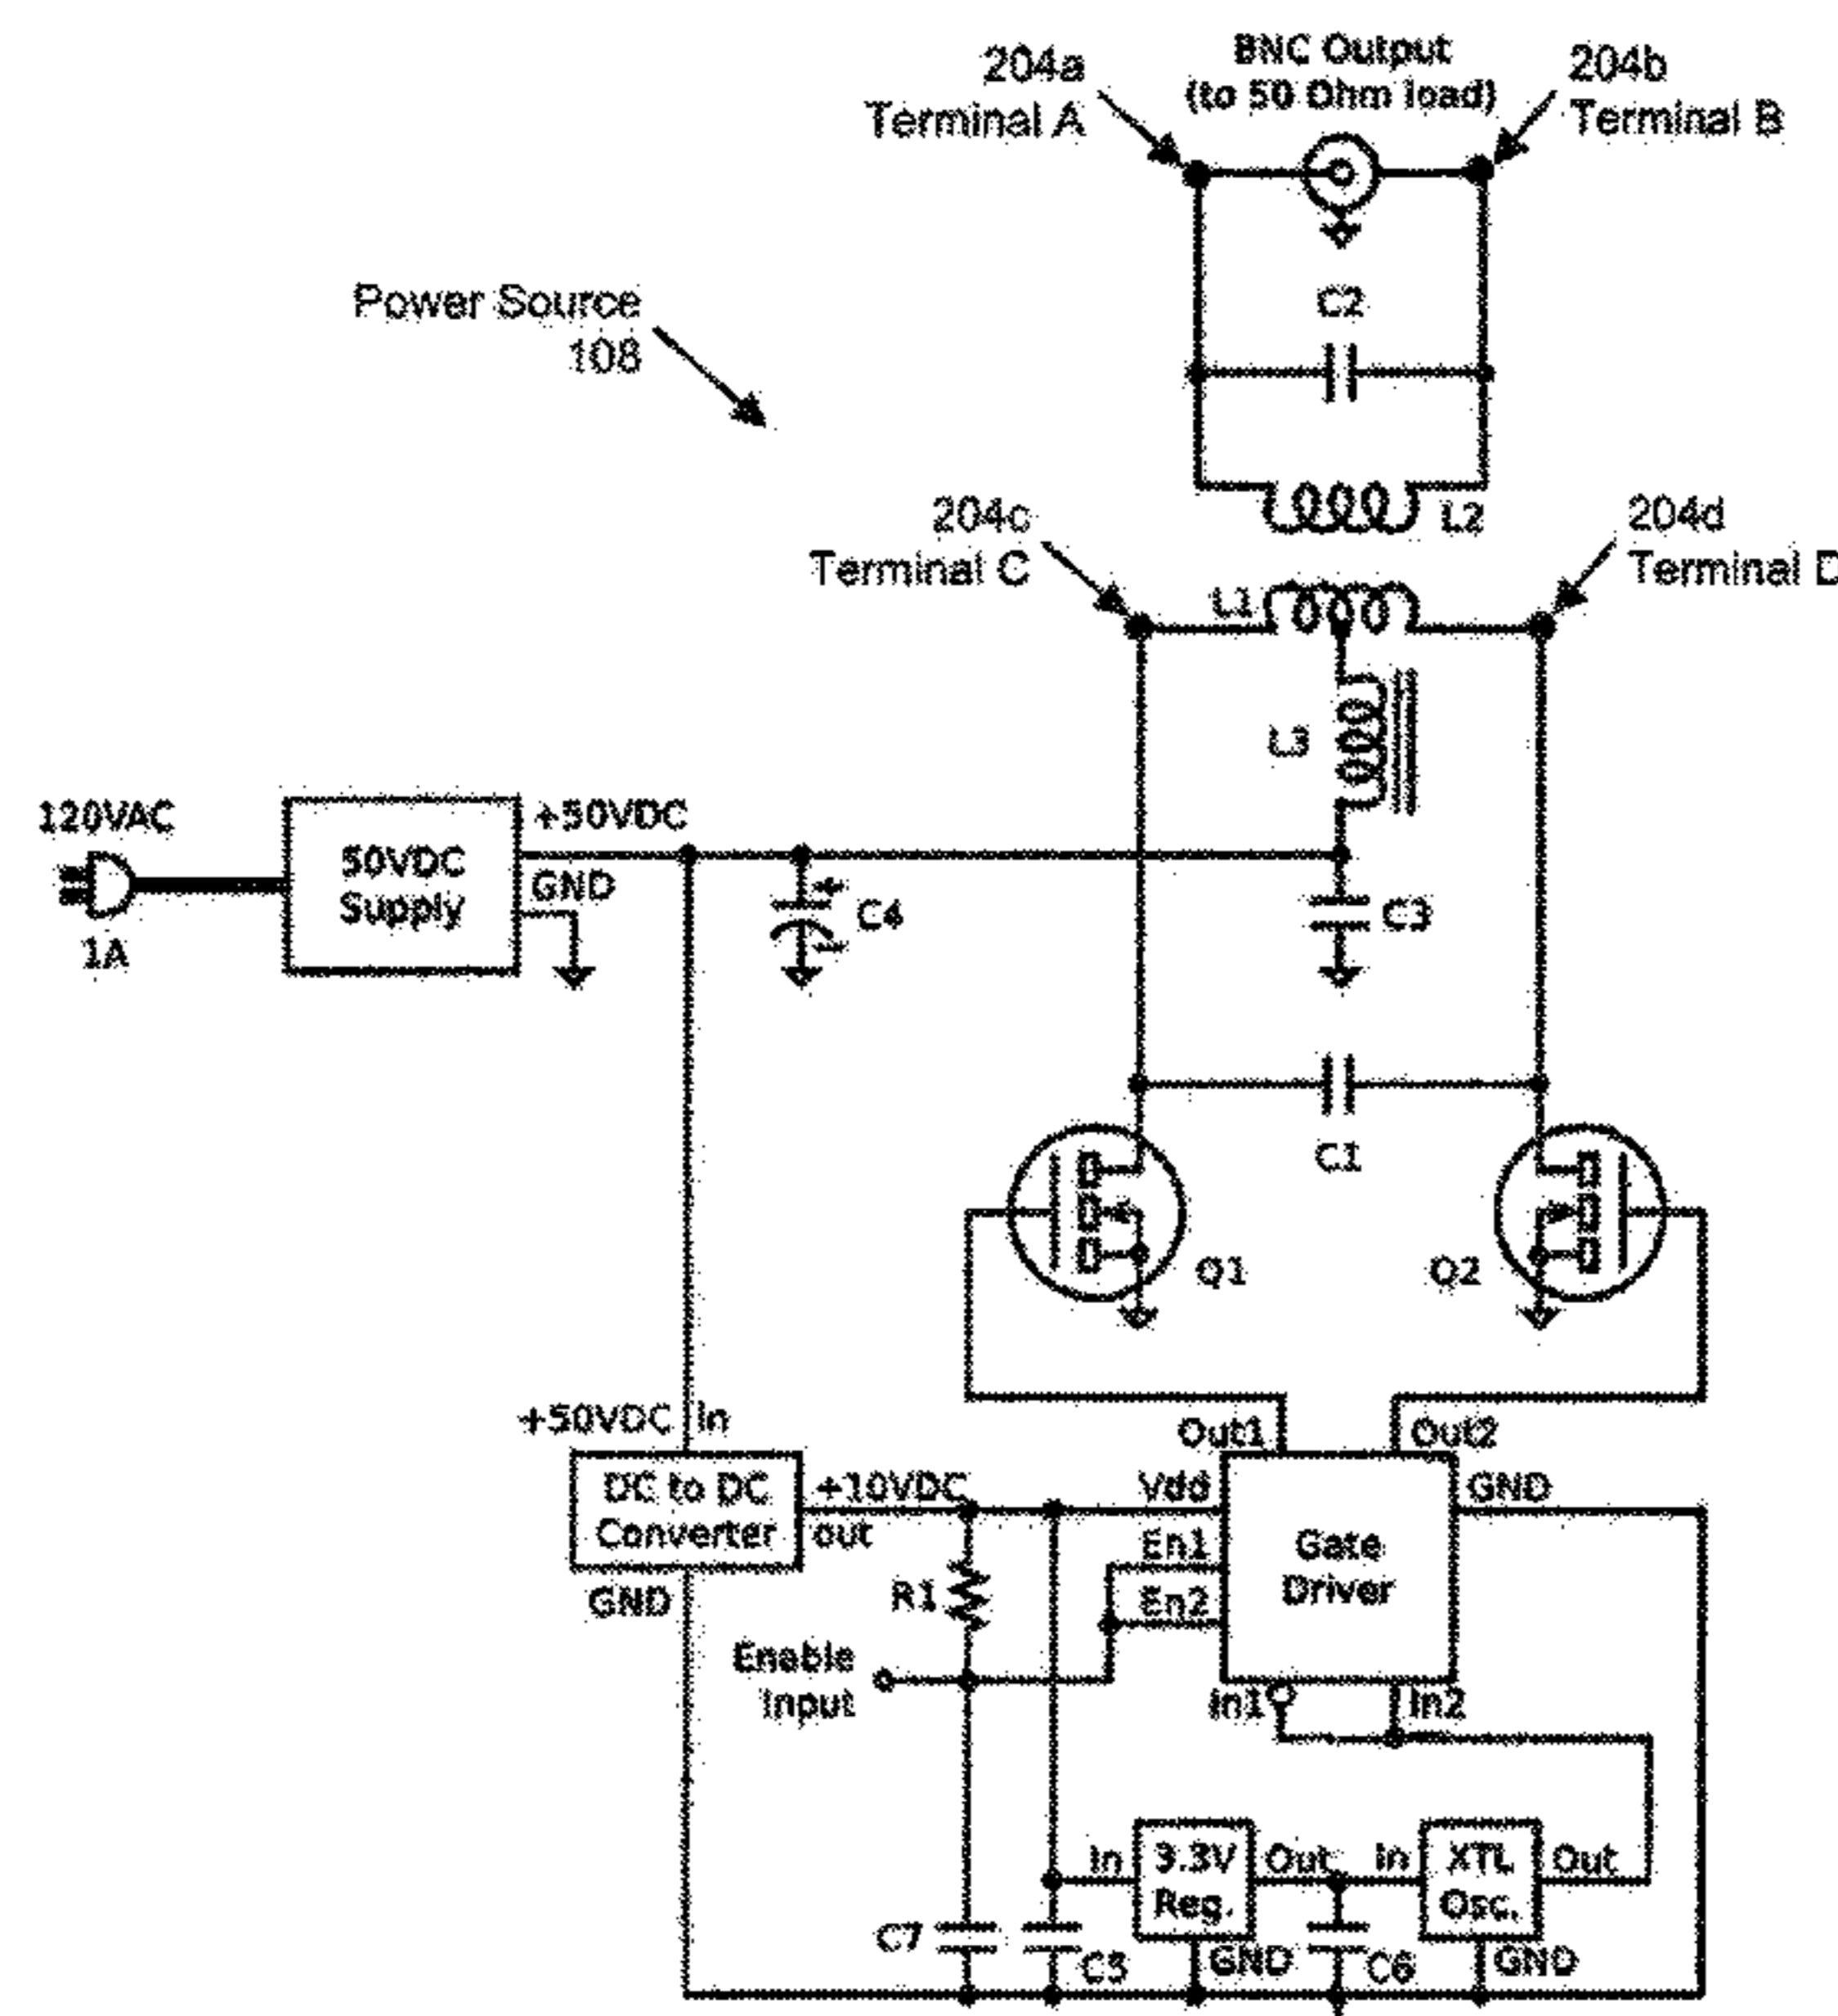 204a
Terminal A
BNC Output
(to 50 Ohm load)
204b
Terminal B
Power Source
108
C2
L2
204c
Terminal C
204d
Terminal D
L1
L3
120VAC
1A
50VDC
Supply
+50VDC
GND
+
C4
-
C3
C1
Q1
Q2
+50VDC In
DC to DC
Converter
+10VDC
out
GND
Out1
Out2
Vdd
En1
En2
GND
Gate
Driver
R1
Enable
Input
In1
In2
In
3.3V
Reg.
Out
In
XTL
Osc.
Out
C7
C5
GND
C6
GND